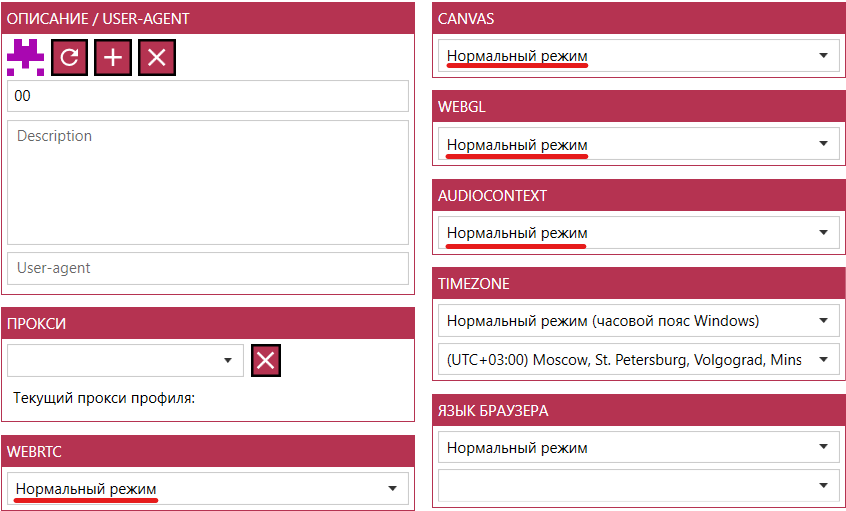 ОПИСАНИЕ / USER-AGENT
00
Description
User-agent
ПРОКСИ
Текущий прокси профиля:
WEBRTC
Нормальный режим
CANVAS
Нормальный режим
WEBGL
Нормальный режим
AUDIOCONTEXT
Нормальный режим
TIMEZONE
Нормальный режим (часовой пояс Windows)
(UTC+03:00) Moscow, St. Petersburg, Volgograd, Mins
ЯЗЫК БРАУЗЕРА
Нормальный режим